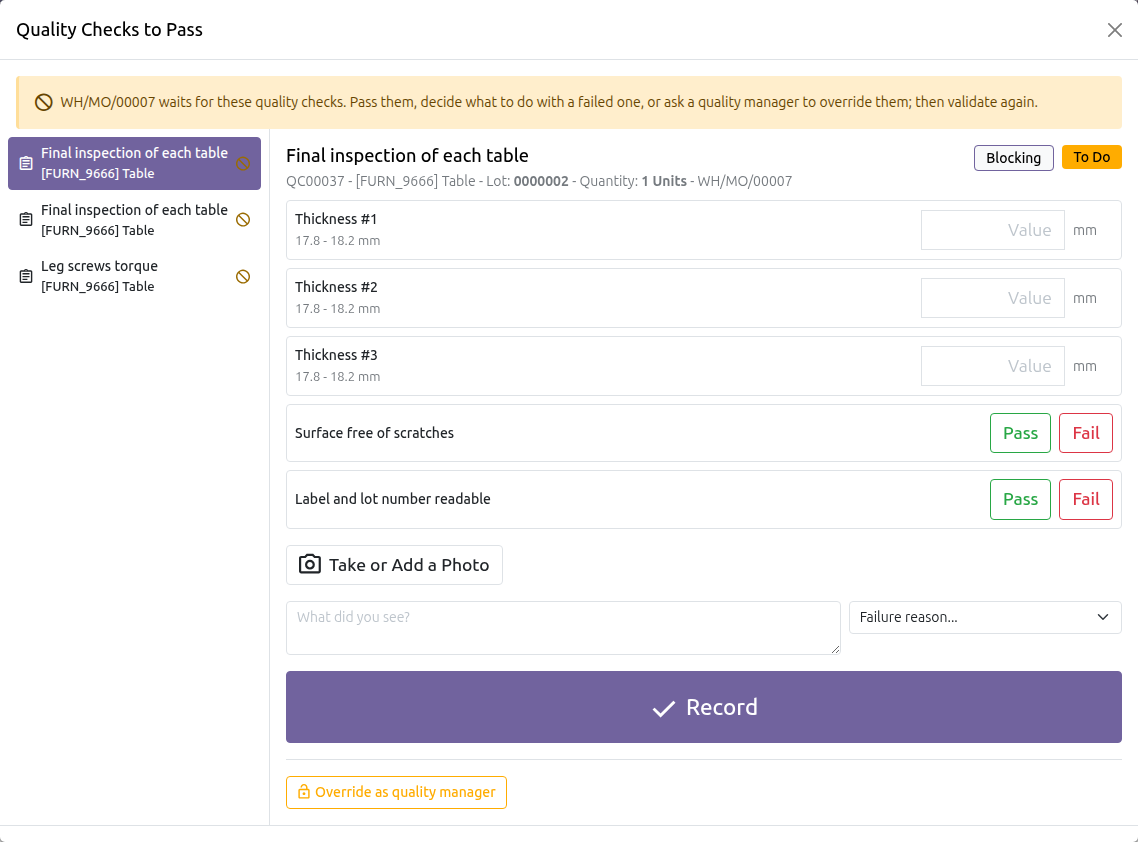 Quality Checks to Pass
WH/MO/00007 waits for these quality checks. Pass them, decide what to do with a failed one, or ask a quality manager to override them; then validate again.
Final inspection of each table
[FURN_9666] Table
Final inspection of each table
[FURN_9666] Table
Leg screws torque
[FURN_9666] Table
Final inspection of each table
Blocking
To Do
QC00037 - [FURN_9666] Table - Lot: 0000002 - Quantity: 1 Units - WH/MO/00007
Thickness #1
17.8 - 18.2 mm
Value mm
Thickness #2
17.8 - 18.2 mm
Value mm
Thickness #3
17.8 - 18.2 mm
Value mm
Surface free of scratches
Pass Fail
Label and lot number readable
Pass Fail
Take or Add a Photo
What did you see?
Failure reason...
Record
Override as quality manager